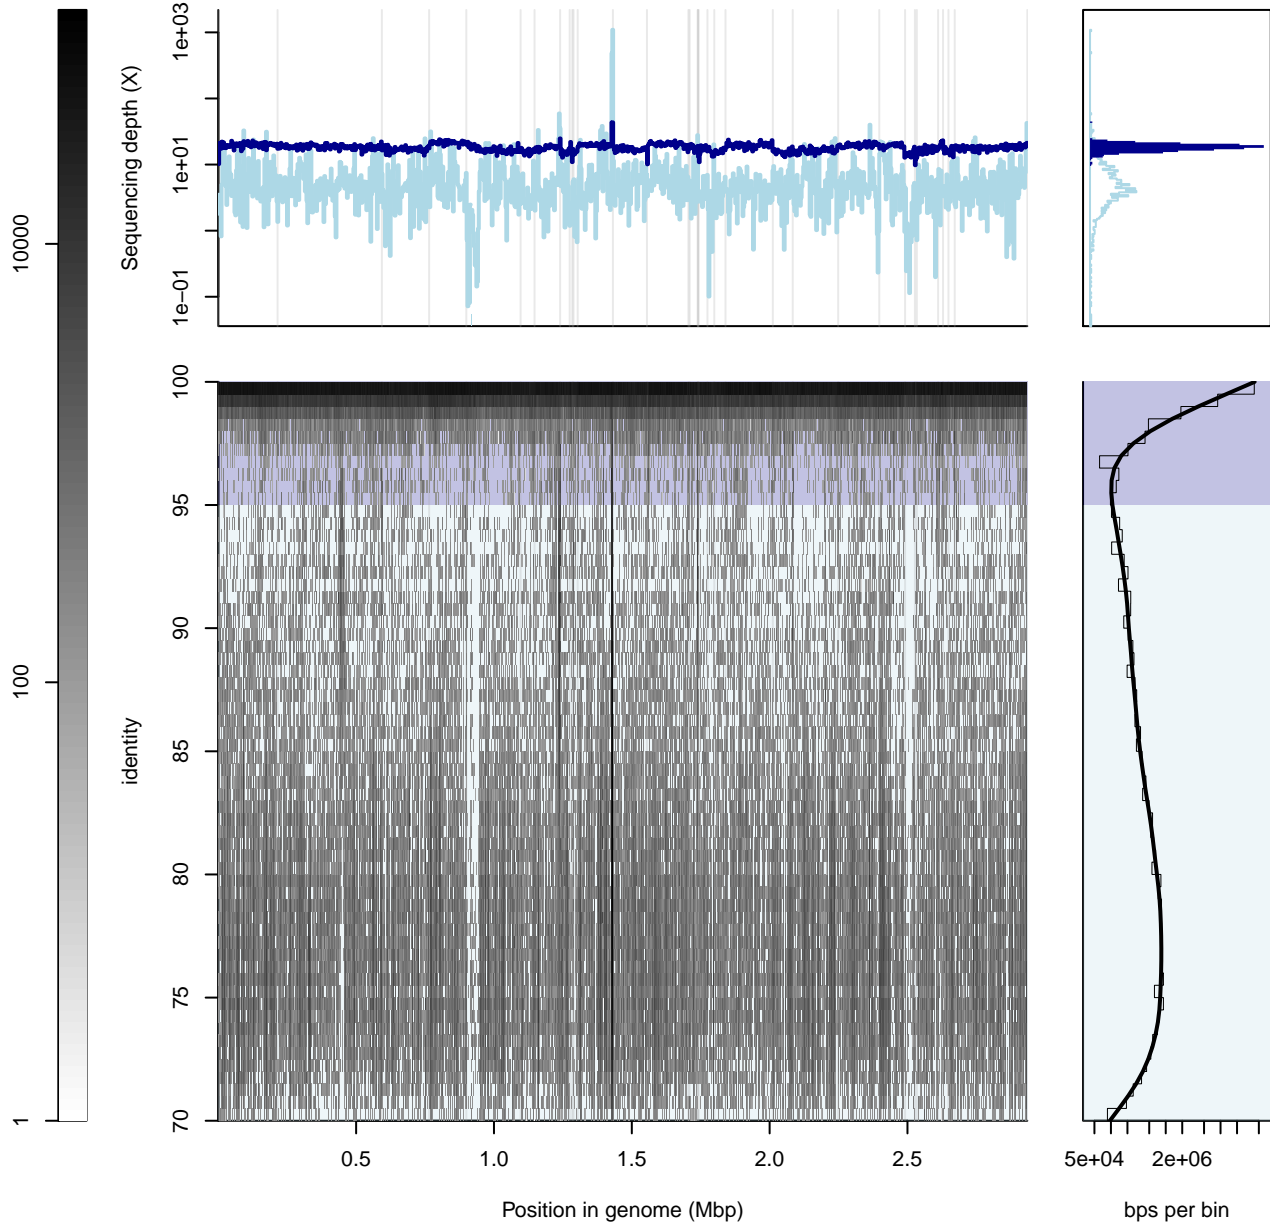 1e+03
1e+01
1e−01
Sequencing depth (X)
10000
100
1
identity
100
95
90
85
80
75
70
0.5 1.0 1.5 2.0 2.5
Position in genome (Mbp)
5e+04 2e+06
bps per bin